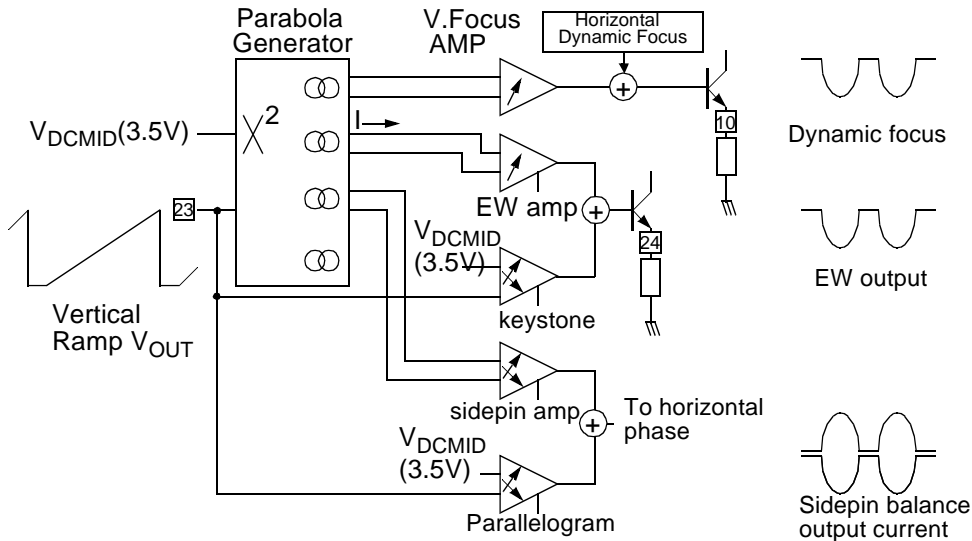 Parabola
Generator
V.Focus
AMP
Horizontal
Dynamic Focus
X2
I
VDCMID(3.5V)
10
Dynamic focus
23
EW amp
24
VDCMID
(3.5V)
EW output
keystone
Vertical
Ramp VOUT
sidepin amp
To horizontal
phase
VDCMID
(3.5V)
Parallelogram
Sidepin balance
output current